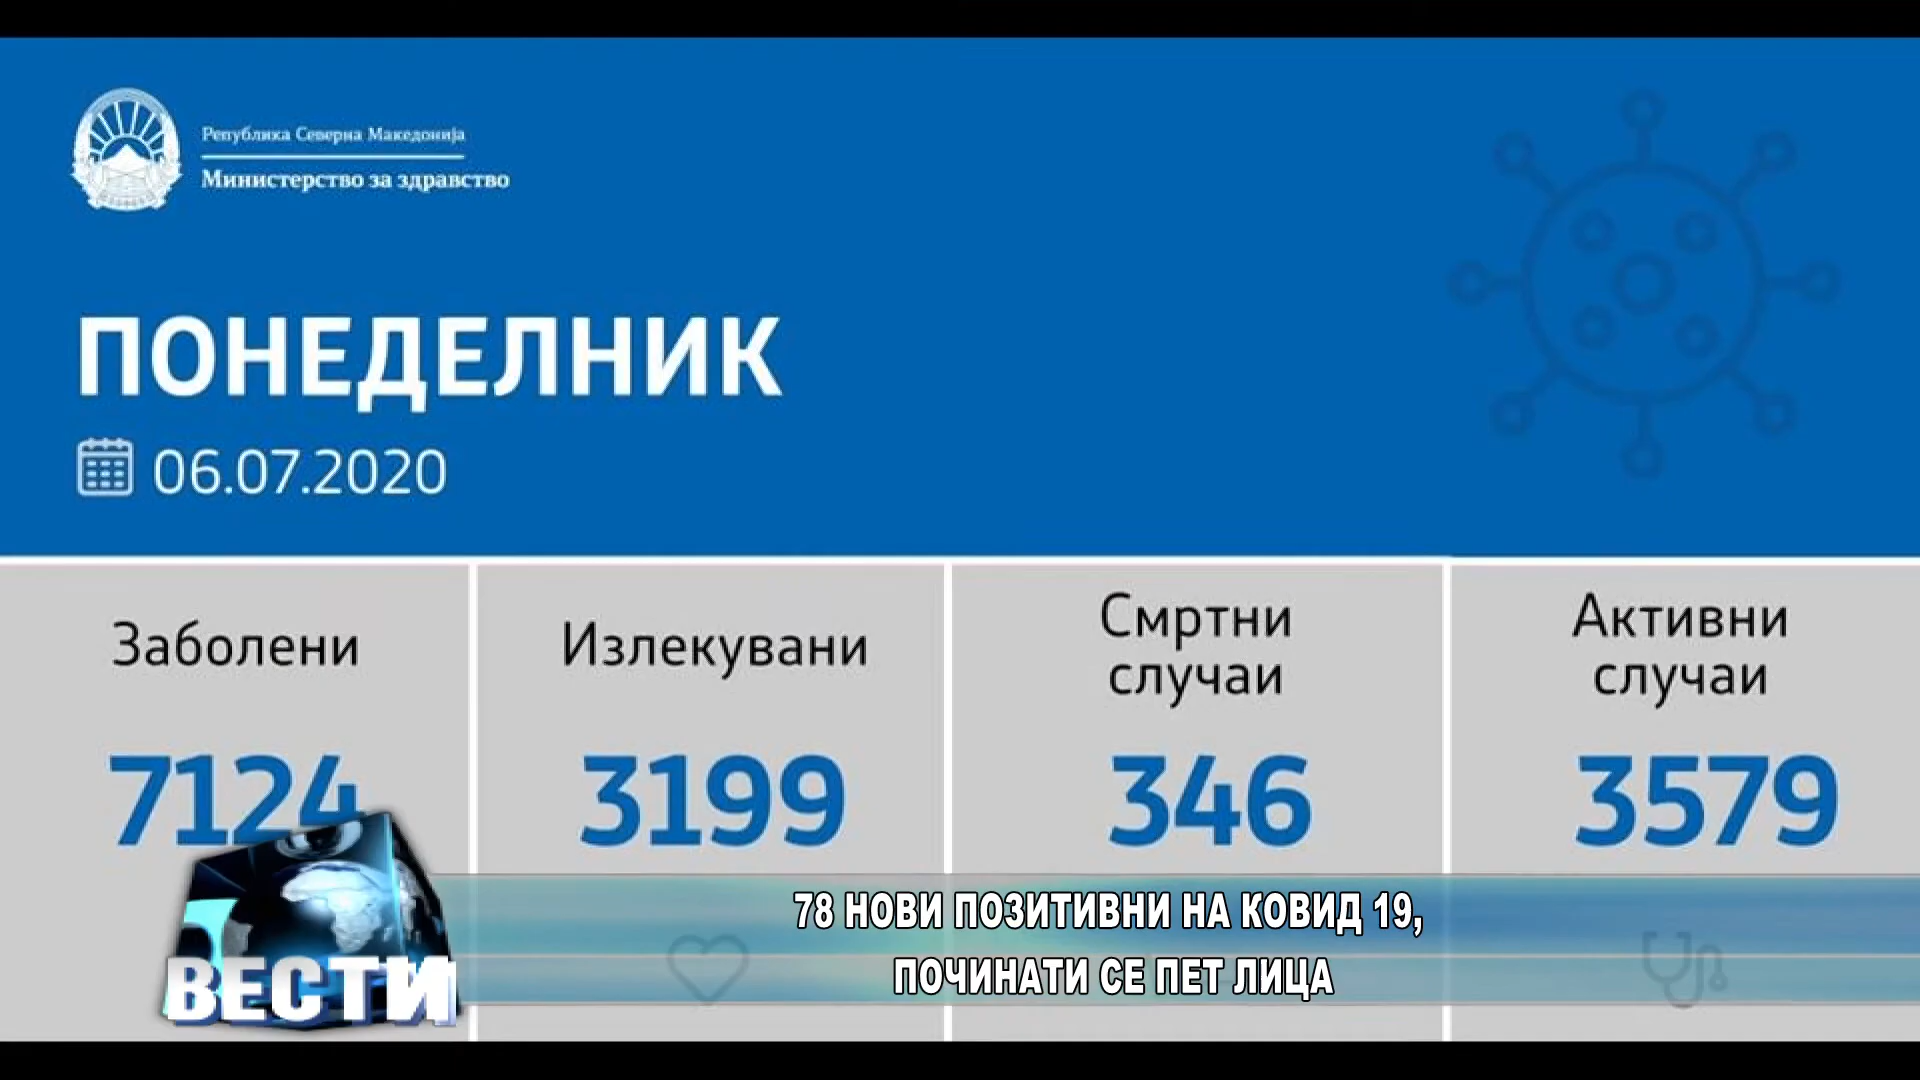 Република Северна Македонија
Министерство за здравство
ПОНЕДЕЛНИК
06.07.2020
Заболени
7124
Излекувани
3199
Смртни
случаи
346
Активни
случаи
3579
78 НОВИ ПОЗИТИВНИ НА КОВИД 19,
ПОЧИНАТИ СЕ ПЕТ ЛИЦА
ВЕСТИ